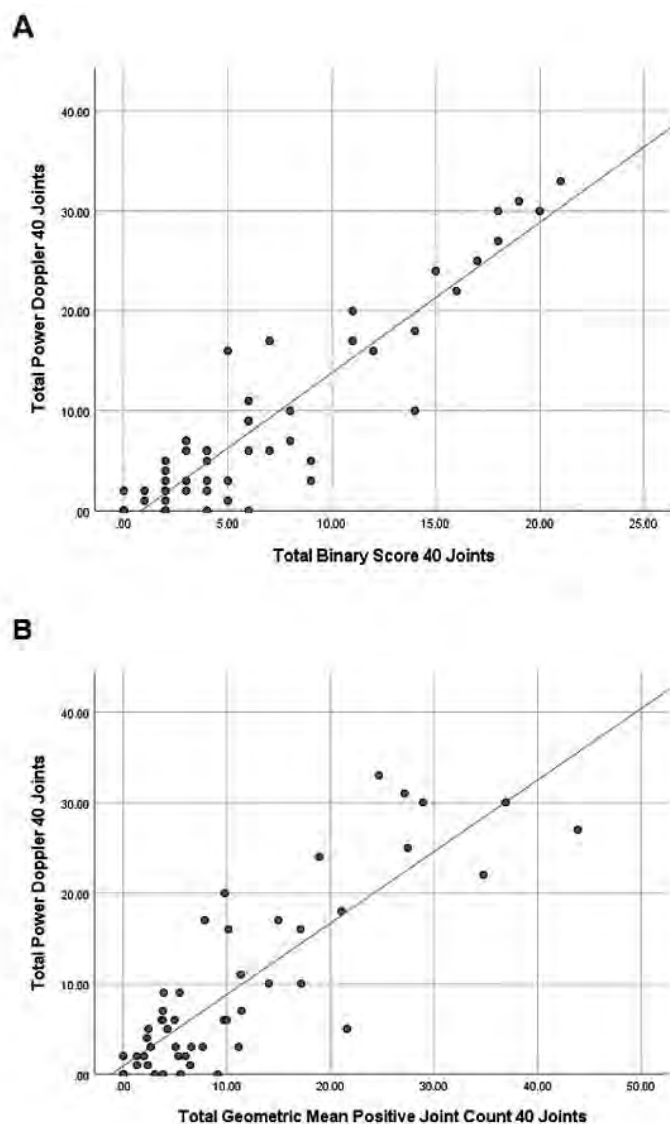 A
Total Power Doppler 40 Joints
40.00
30.00
20.00
10.00
.00
.00 5.00 10.00 15.00 20.00 25.00
Total Binary Score 40 Joints
B
Total Power Doppler 40 Joints
40.00
30.00
20.00
10.00
.00
.00 10.00 20.00 30.00 40.00 50.00
Total Geometric Mean Positive Joint Count 40 Joints